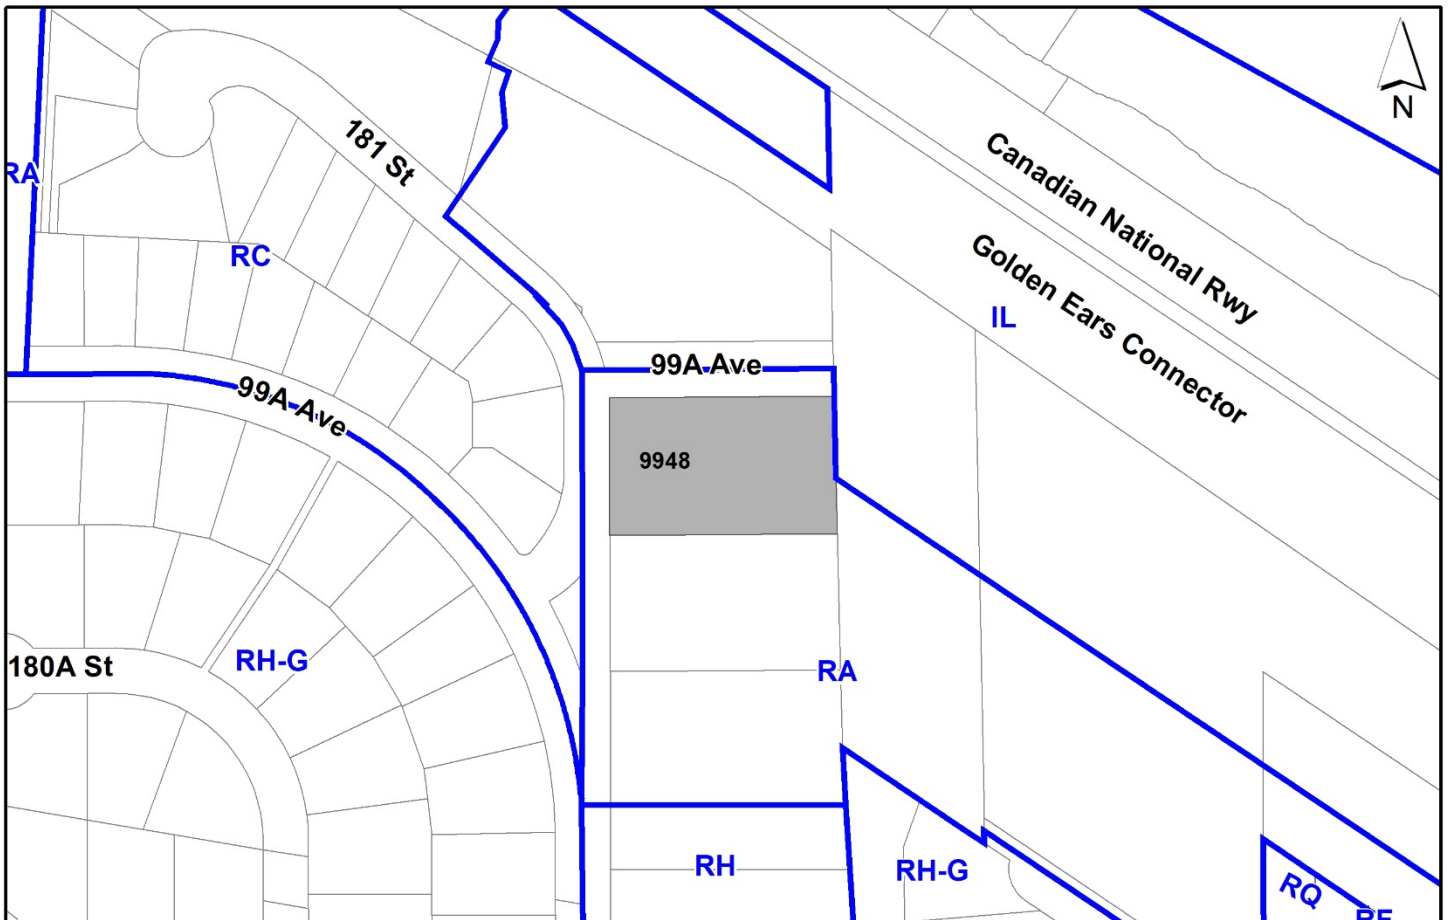 N
181 St
Canadian National Rwy
RA
RC
Golden Ears Connector
IL
99A Ave
99A Ave
9948
180A St
RH-G
RA
RH
RH-G
RQ